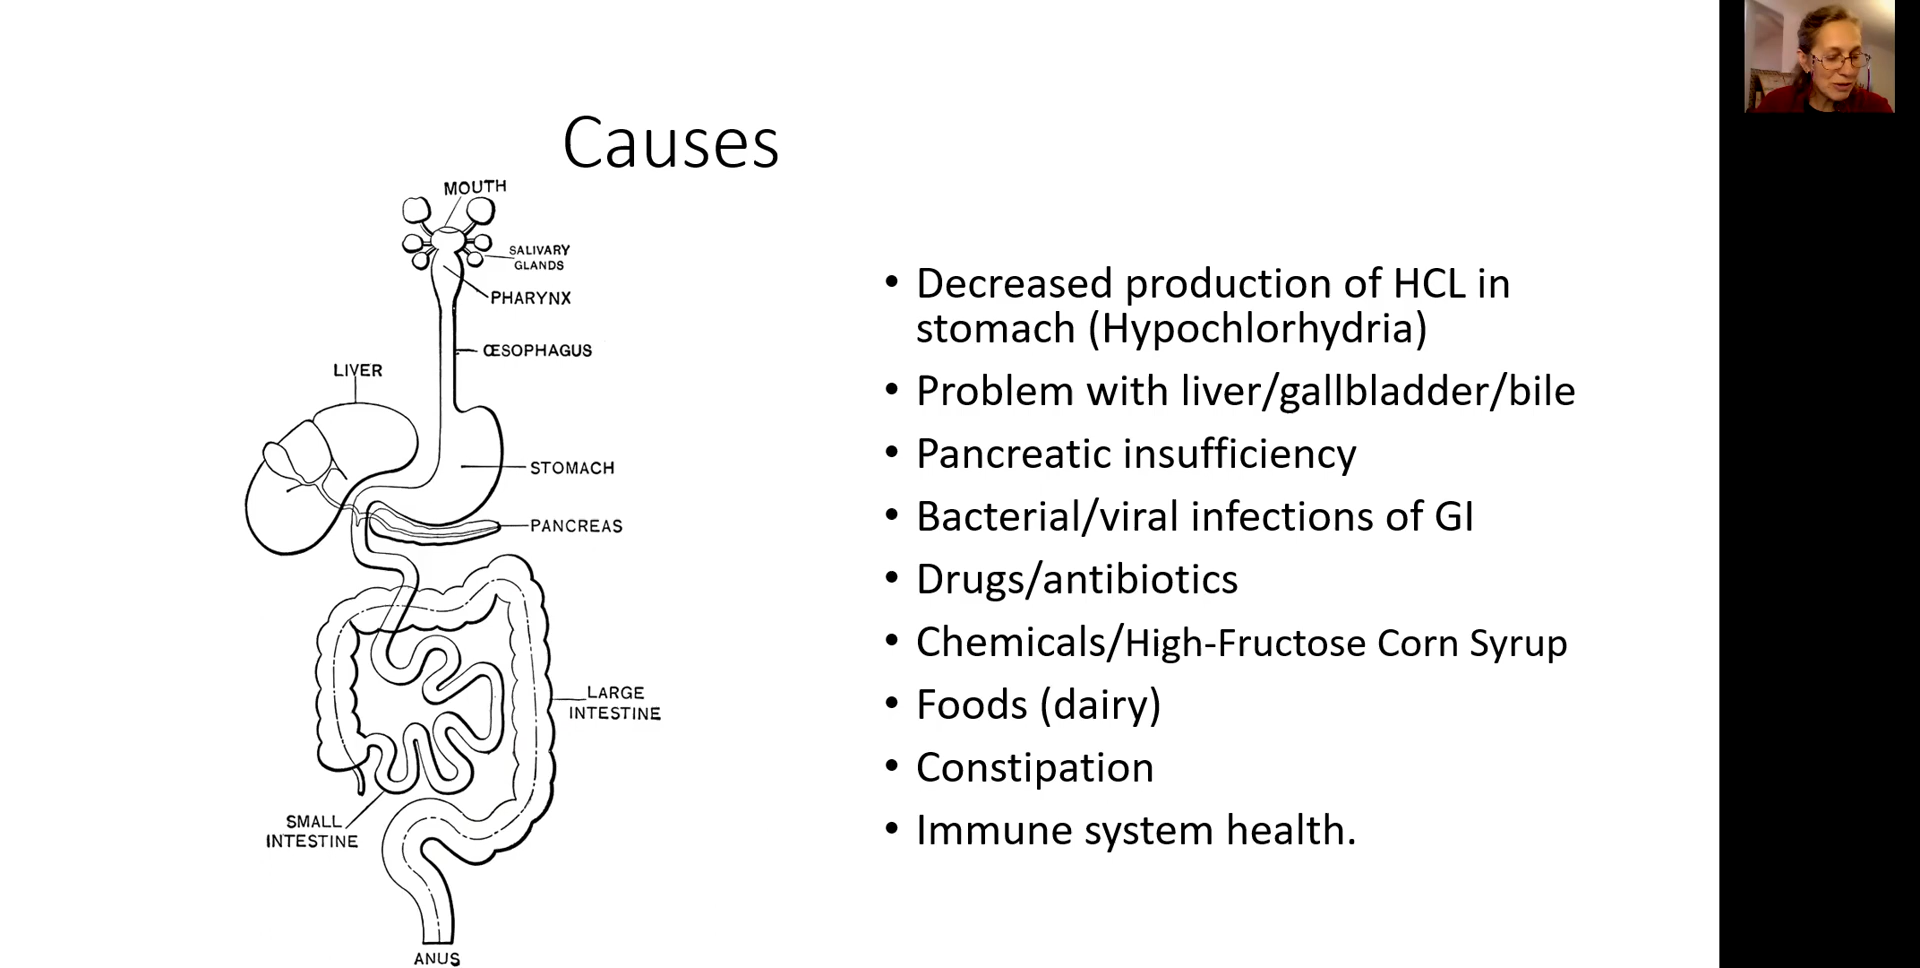 Causes
MOUTH
SALIVARY
GLANDS
PHARYNX
ŒSOPHAGUS
LIVER
STOMACH
PANCREAS
LARGE
INTESTINE
SMALL
INTESTINE
ANUS
• Decreased production of HCL in
stomach (Hypochlorhydria)
• Problem with liver/gallbladder/bile
• Pancreatic insufficiency
• Bacterial/viral infections of GI
• Drugs/antibiotics
• Chemicals/High-Fructose Corn Syrup
• Foods (dairy)
• Constipation
• Immune system health.